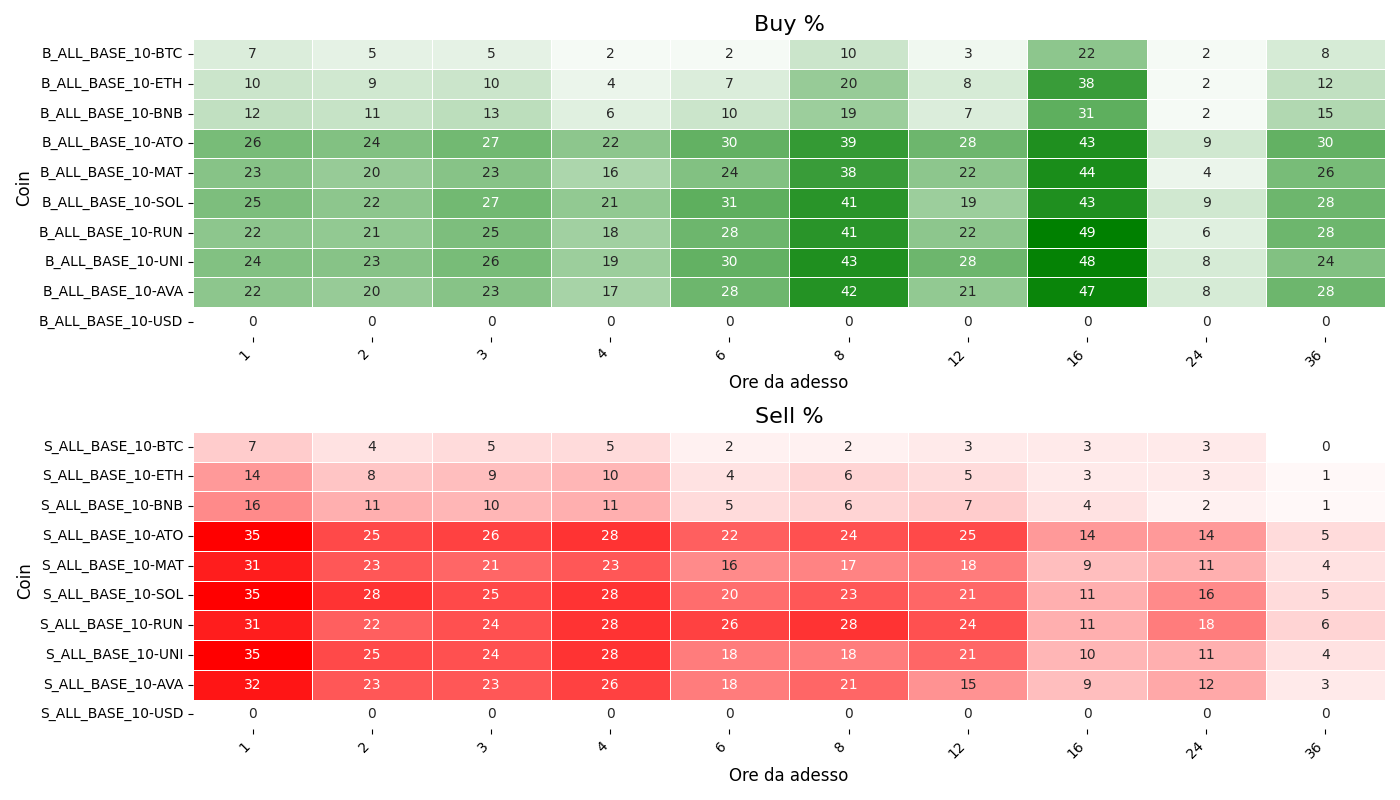 Buy %
Coin
B_ALL_BASE_10-BTC 7 5 5 2 2 10 3 22 2 8
B_ALL_BASE_10-ETH 10 9 10 4 7 20 8 38 2 12
B_ALL_BASE_10-BNB 12 11 13 6 10 19 7 31 2 15
B_ALL_BASE_10-ATO 26 24 27 22 30 39 28 43 9 30
B_ALL_BASE_10-MAT 23 20 23 16 24 38 22 44 4 26
B_ALL_BASE_10-SOL 25 22 27 21 31 41 19 43 9 28
B_ALL_BASE_10-RUN 22 21 25 18 28 41 22 49 6 28
B_ALL_BASE_10-UNI 24 23 26 19 30 43 28 48 8 24
B_ALL_BASE_10-AVA 22 20 23 17 28 42 21 47 8 28
B_ALL_BASE_10-USD 0 0 0 0 0 0 0 0 0 0
1 2 3 4 6 8 12 16 24 36
Ore da adesso
Sell %
Coin
S_ALL_BASE_10-BTC 7 4 5 5 2 2 3 3 3 0
S_ALL_BASE_10-ETH 14 8 9 10 4 6 5 3 3 1
S_ALL_BASE_10-BNB 16 11 10 11 5 6 7 4 2 1
S_ALL_BASE_10-ATO 35 25 26 28 22 24 25 14 14 5
S_ALL_BASE_10-MAT 31 23 21 23 16 17 18 9 11 4
S_ALL_BASE_10-SOL 35 28 25 28 20 23 21 11 16 5
S_ALL_BASE_10-RUN 31 22 24 28 26 28 24 11 18 6
S_ALL_BASE_10-UNI 35 25 24 28 18 18 21 10 11 4
S_ALL_BASE_10-AVA 32 23 23 26 18 21 15 9 12 3
S_ALL_BASE_10-USD 0 0 0 0 0 0 0 0 0 0
1 2 3 4 6 8 12 16 24 36
Ore da adesso